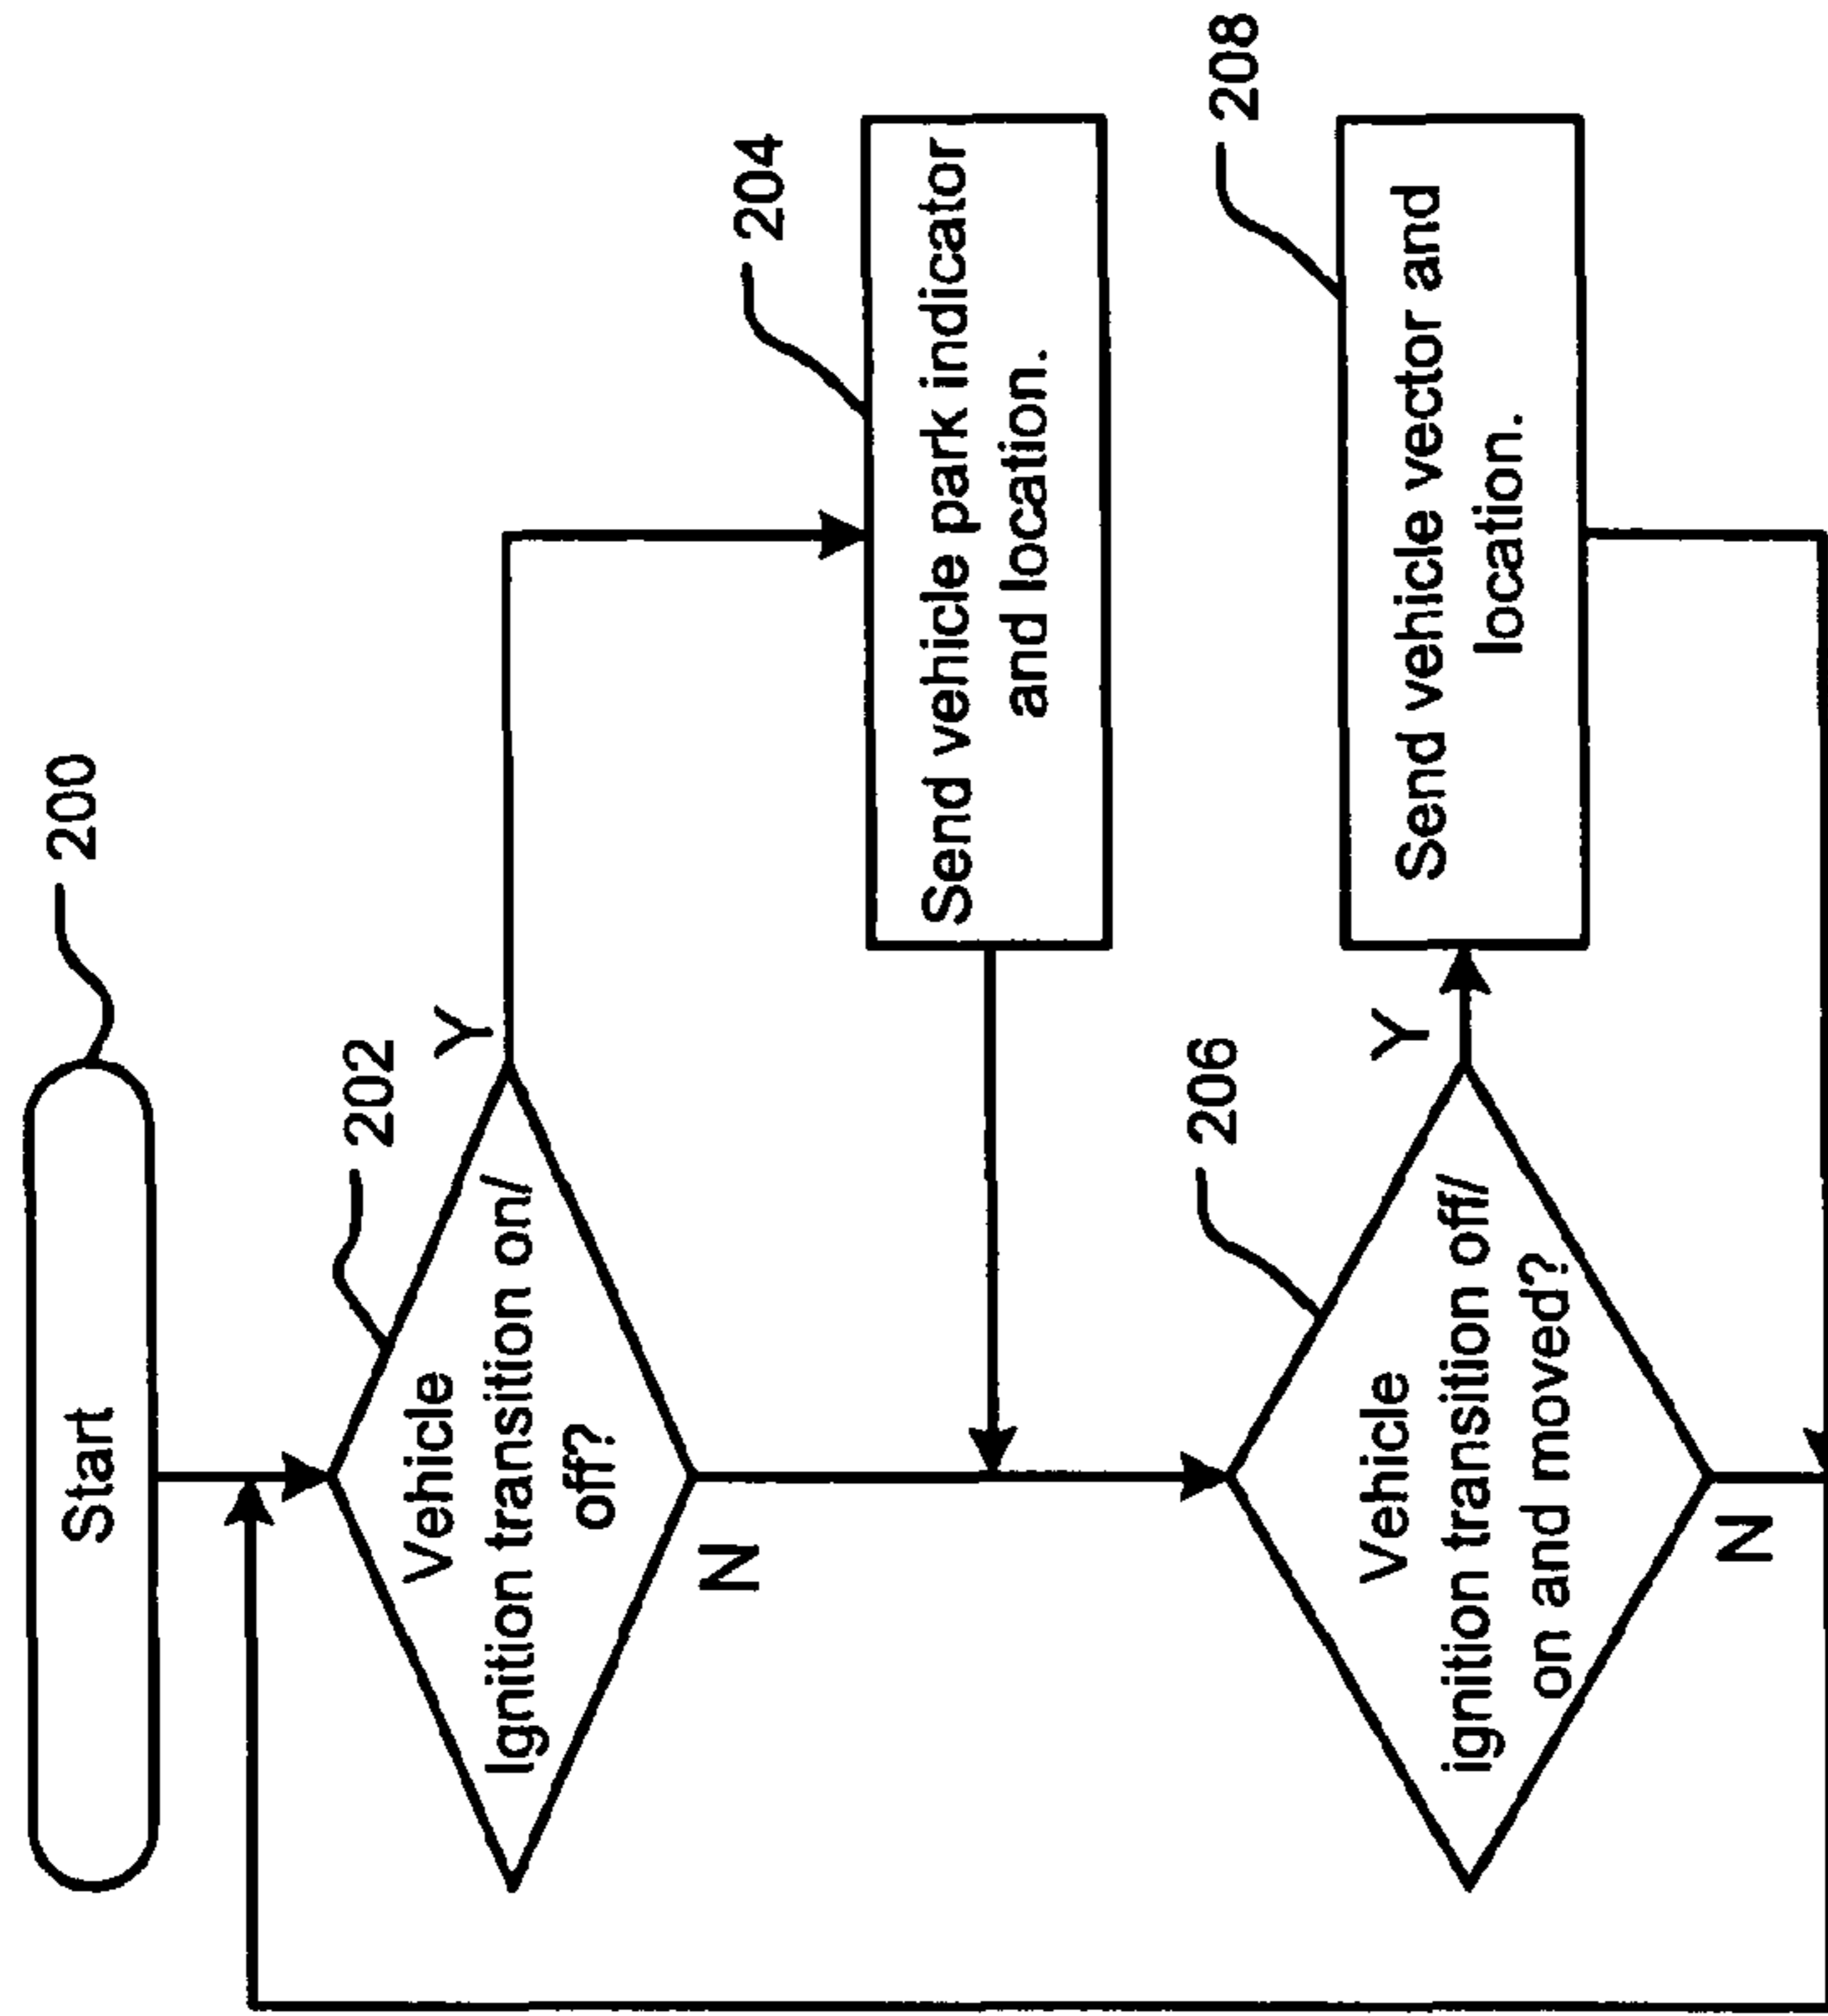 Start
200
Vehicle
Ignition transition on/
off?
202
Y
N
Send vehicle park indicator
and location.
204
Vehicle
ignition transition off/
on and moved?
206
Y
N
Send vehicle vector and
location.
208